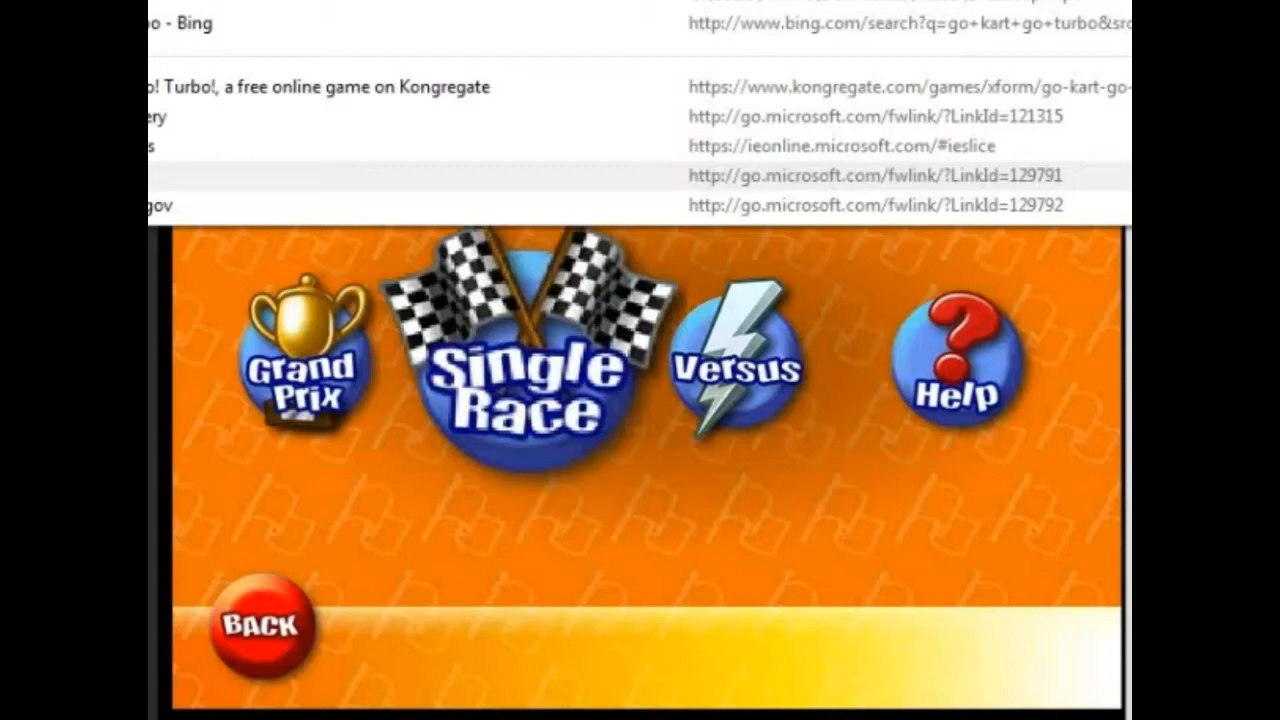 bo - Bing http://www.bing.com/search?q=go+kart+go+turbo&src
o! Turbo!, a free online game on Kongregate https://www.kongregate.com/games/xform/go-kart-go-
ery http://go.microsoft.com/fwlink/?LinkId=121315
s https://ieonline.microsoft.com/#ieslice
http://go.microsoft.com/fwlink/?LinkId=129791
gov http://go.microsoft.com/fwlink/?LinkId=129792
Grand
Prix
Single
Race
Versus
Help
BACK